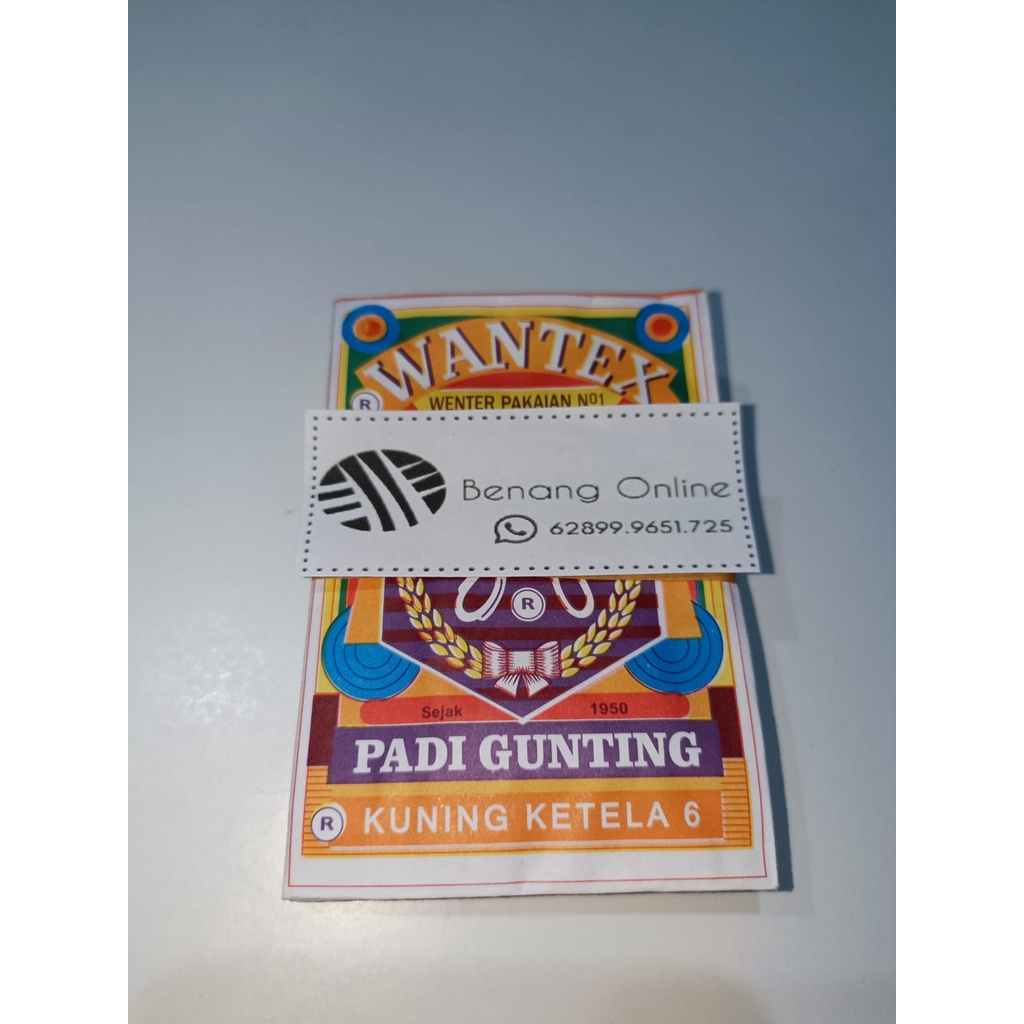 WANTEX
R
WENTER PAKAIAN Nº1
Benang Online
62899.9651.725
R
Sejak 1950
PADI GUNTING
R KUNING KETELA 6